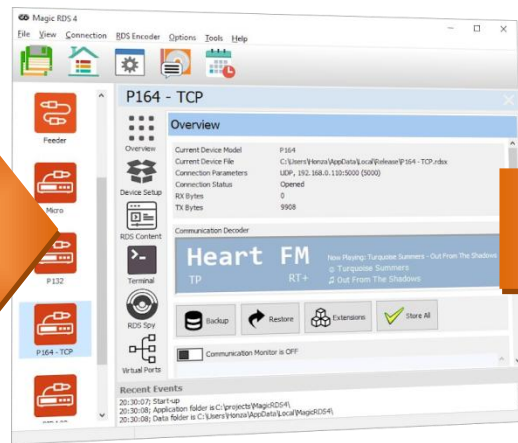 Magic RDS 4
File View Connection RDS Encoder Options Tools Help
Feeder
Micro
P132
P164 - TCP
P164 - TCP
Overview
Device Setup
RDS Content
Terminal
RDS Spy
Virtual Ports
Overview
Current Device Model P164
Current Device File C:\Users\Honza\AppData\Local\Release\P164 - TCP.rdsx
Connection Parameters UDP, 192.168.0.110:5000 (5000)
Connection Status Opened
RX Bytes 0
TX Bytes 9908
Communication Decoder
Heart FM
TP RT+
Now Playing: Turquoise Summers - Out From The Shadows
Turquoise Summers
Out From The Shadows
Backup Restore Extensions Store All
Communication Monitor is OFF
Recent Events
20:30:07; Start-up
20:30:08; Application folder is C:\projects\MagicRDS4\
20:30:08; Data folder is C:\Users\Honza\AppData\Local\MagicRDS4\